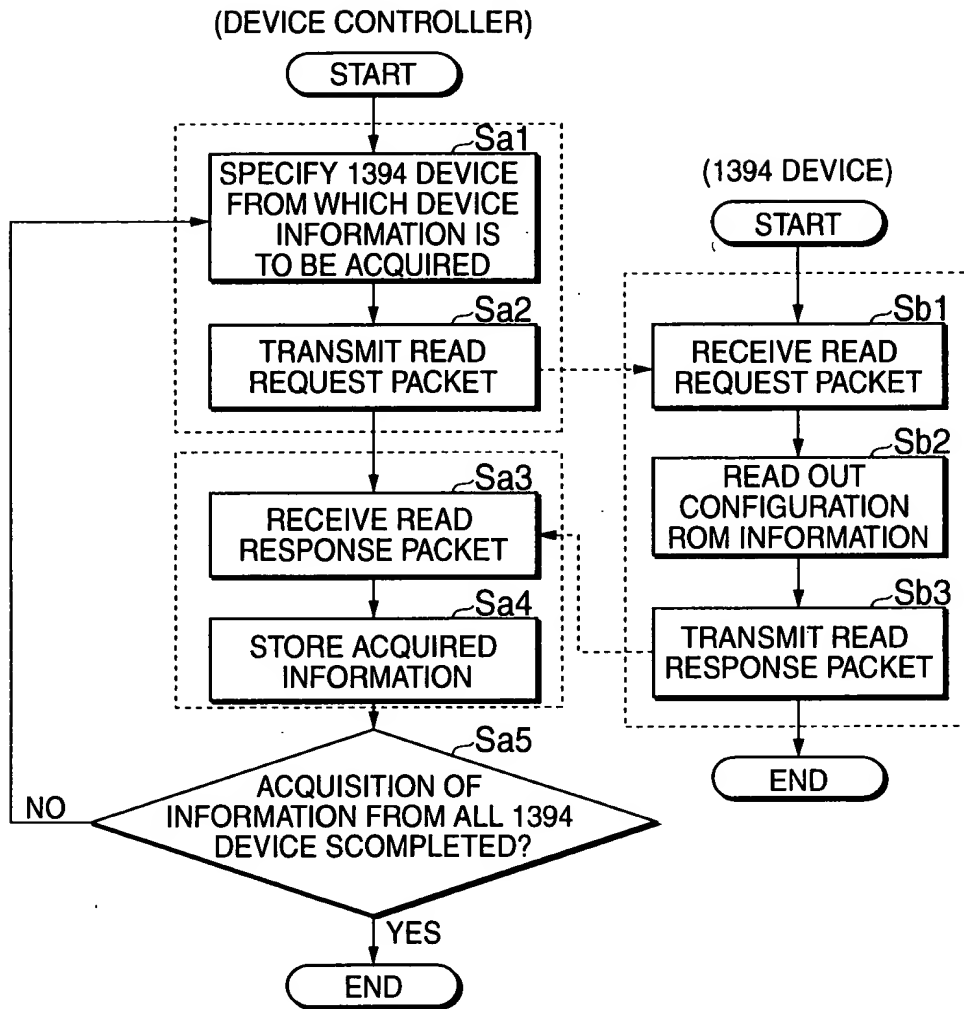 (DEVICE CONTROLLER)
START
Sa1
SPECIFY 1394 DEVICE
FROM WHICH DEVICE
INFORMATION IS
TO BE ACQUIRED
Sa2
TRANSMIT READ
REQUEST PACKET
Sa3
RECEIVE READ
RESPONSE PACKET
Sa4
STORE ACQUIRED
INFORMATION
Sa5
ACQUISITION OF
INFORMATION FROM ALL 1394
DEVICE SCOMPLETED?
NO
YES
END
(1394 DEVICE)
START
Sb1
RECEIVE READ
REQUEST PACKET
Sb2
READ OUT
CONFIGURATION
ROM INFORMATION
Sb3
TRANSMIT READ
RESPONSE PACKET
END